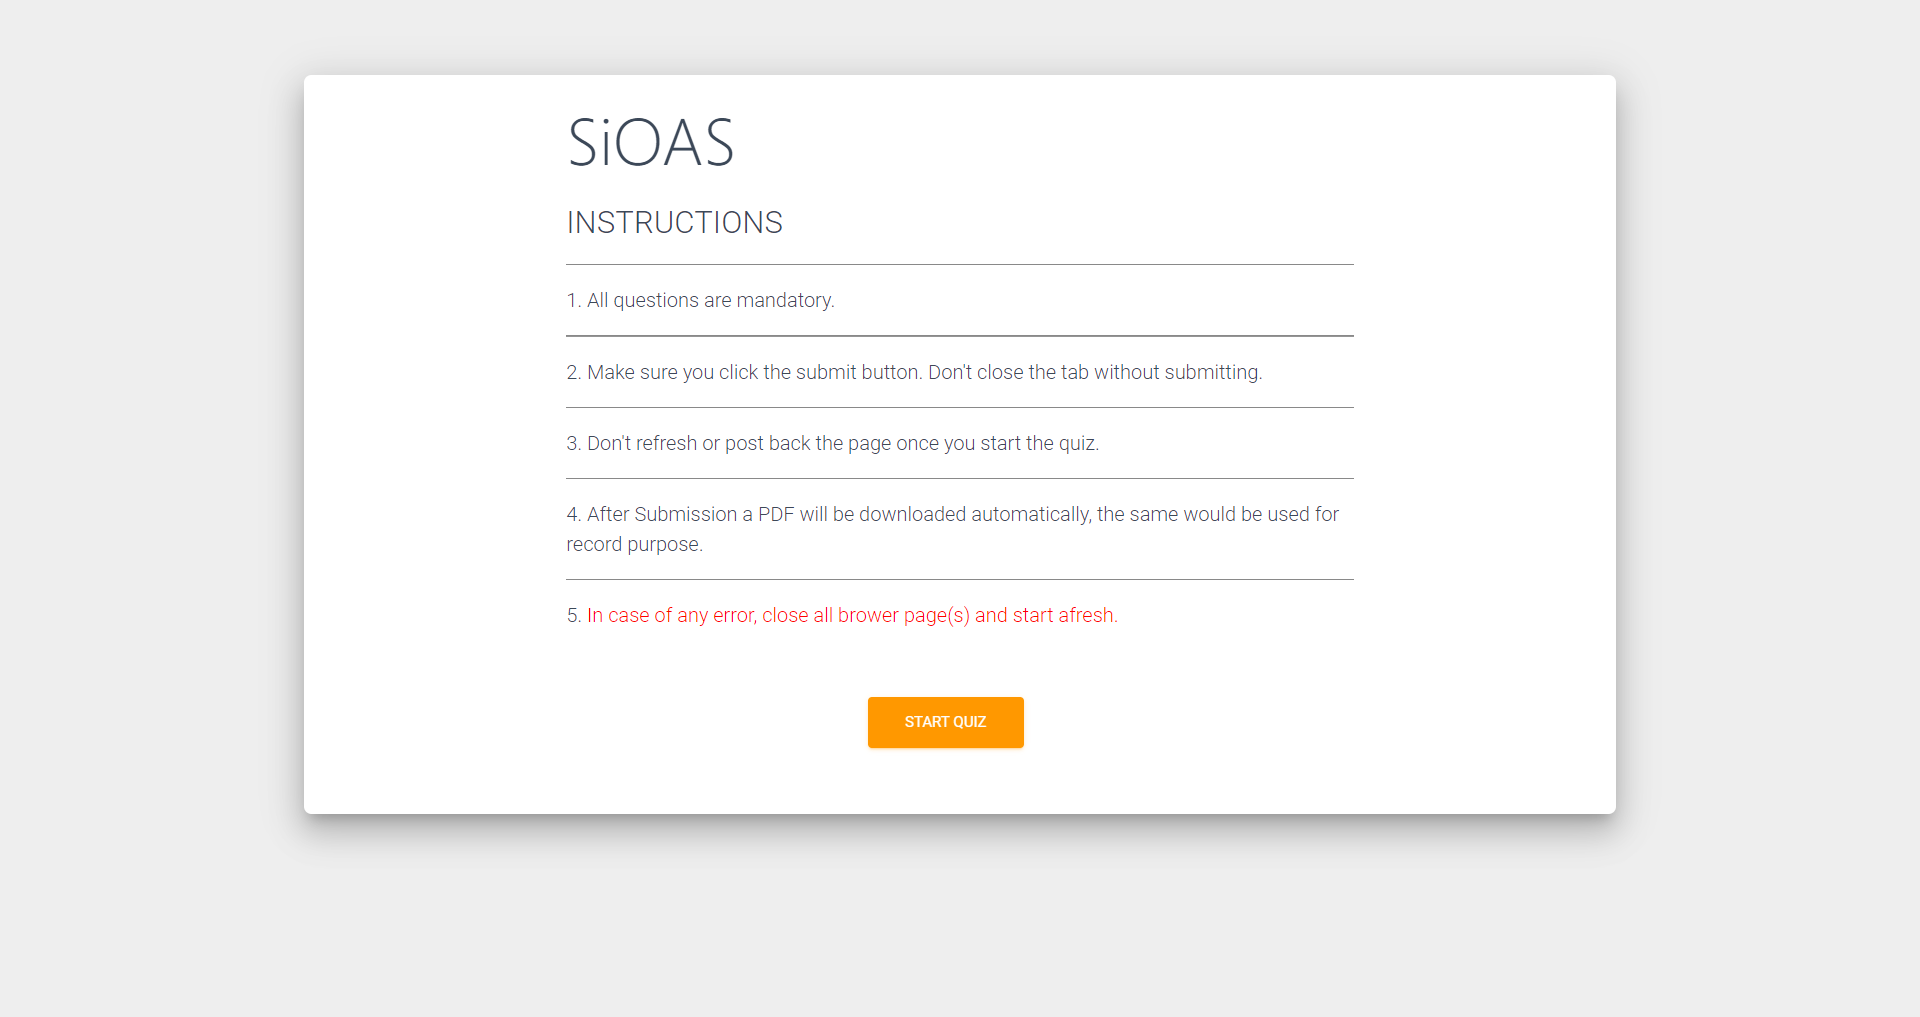 SiOAS
INSTRUCTIONS
1. All questions are mandatory.
2. Make sure you click the submit button. Don't close the tab without submitting.
3. Don't refresh or post back the page once you start the quiz.
4. After Submission a PDF will be downloaded automatically, the same would be used for
record purpose.
5. In case of any error, close all brower page(s) and start afresh.
START QUIZ